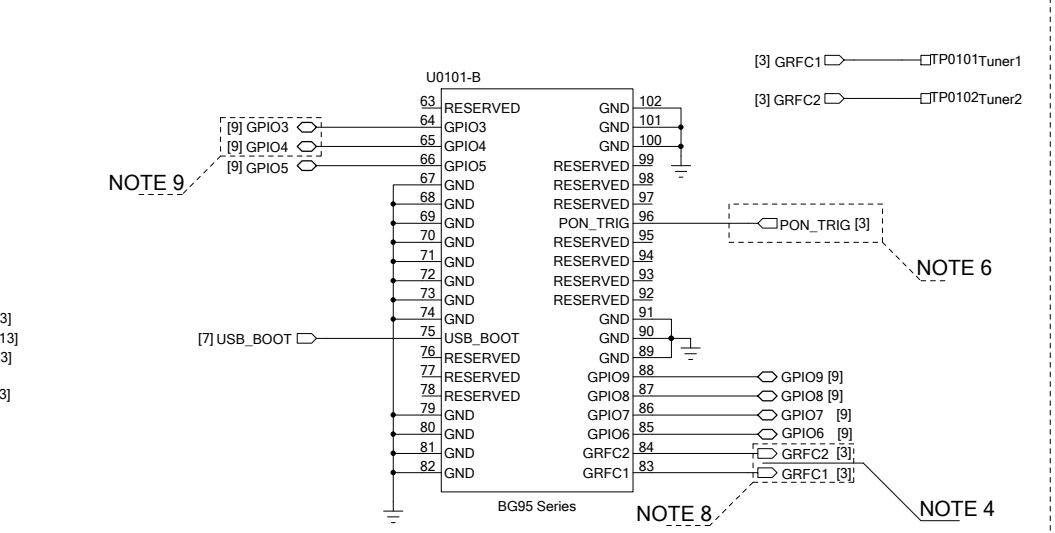 [3] GRFC1 TP0101 Tuner1
[3] GRFC2 TP0102 Tuner2
U0101-B
63 RESERVED GND 102
[9] GPIO3 64 GPIO3 GND 101
[9] GPIO4 65 GPIO4 GND 100
[9] GPIO5 66 GPIO5 RESERVED 99
NOTE 9
67 GND RESERVED 98
68 GND RESERVED 97
69 GND PON_TRIG 96 PON_TRIG [3]
70 GND RESERVED 95
71 GND RESERVED 94
NOTE 6
72 GND RESERVED 93
73 GND RESERVED 92
3] 74 GND GND 91
13] [7] USB_BOOT 75 USB_BOOT GND 90
3] 76 RESERVED GND 89
77 RESERVED GPIO9 88 GPIO9 [9]
3] 78 RESERVED GPIO8 87 GPIO8 [9]
79 GND GPIO7 86 GPIO7 [9]
80 GND GPIO6 85 GPIO6 [9]
81 GND GRFC2 84 GRFC2 [3]
82 GND GRFC1 83 GRFC1 [3]
BG95 Series
NOTE 8
NOTE 4